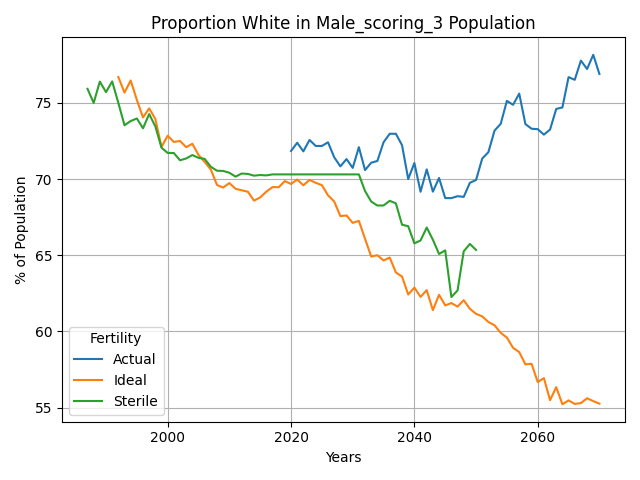 Proportion White in Male_scoring_3 Population
% of Population
75
70
65
60
55
Fertility
Actual
Ideal
Sterile
2000
2020
2040
2060
Years